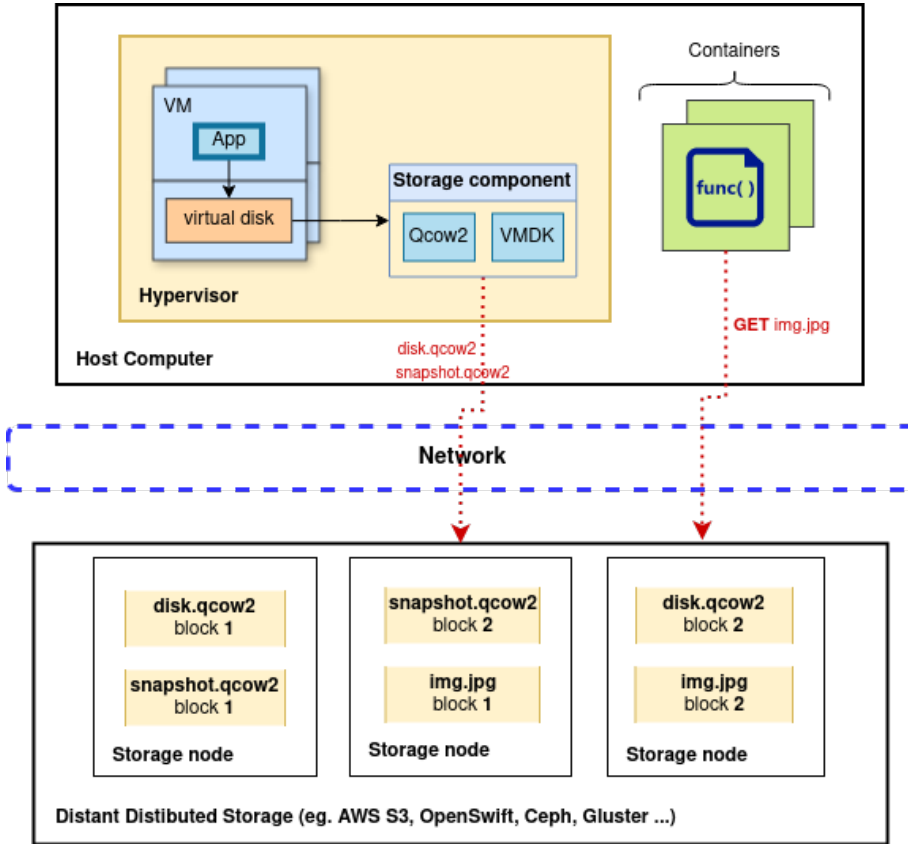 Containers
VM
App
virtual disk
Storage component
Qcow2
VMDK
func( )
Hypervisor
Host Computer
disk.qcow2
snapshot.qcow2
GET img.jpg
Network
disk.qcow2
block 1
snapshot.qcow2
block 1
Storage node
snapshot.qcow2
block 2
img.jpg
block 1
Storage node
disk.qcow2
block 2
img.jpg
block 2
Storage node
Distant Distibuted Storage (eg. AWS S3, OpenSwift, Ceph, Gluster ...)